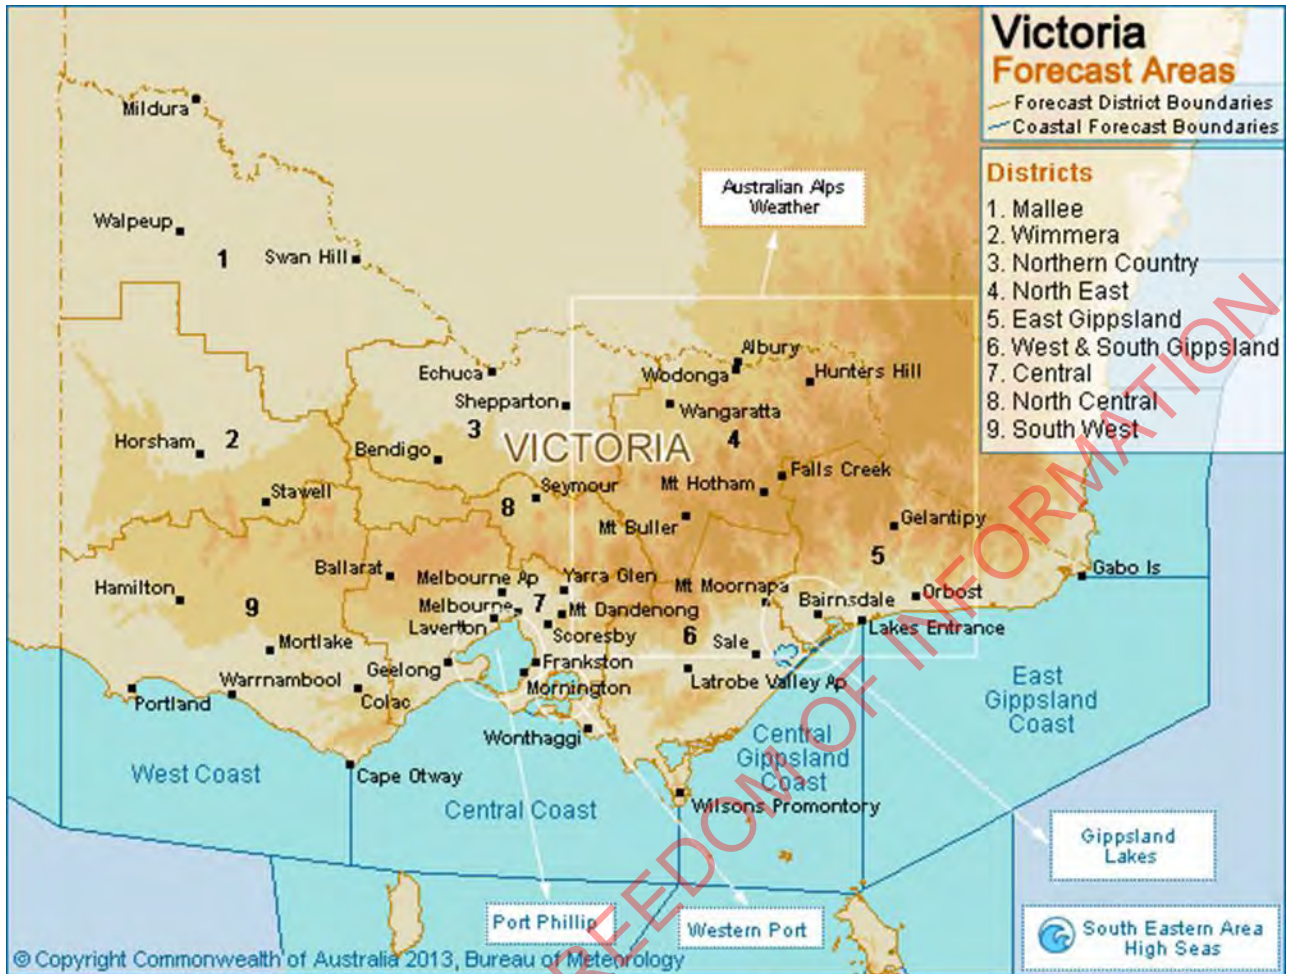 Victoria
Forecast Areas
Forecast District Boundaries
Coastal Forecast Boundaries
Districts
1. Mallee
2. Wimmera
3. Northern Country
4. North East
5. East Gippsland
6. West & South Gippsland
7. Central
8. North Central
9. South West
Mildura
Australian Alps
Weather
Walpeup
1
Swan Hill
Albury
Echuca
Wodonga
Hunters Hill
Shepparton
Wangaratta
3
4
Horsham
2
Bendigo
VICTORIA
Falls Creek
Stawell
Seymour
Mt Hotham
8
Mt Buller
Gelantipy
5
Ballarat
Melbourne Ap
Yarra Glen
Mt Moornapa
Gabo Is
Hamilton
9
Melbourne
7
Mt Dandenong
Bairnsdale
Orbost
Laverton
Scoresby
6
Lakes Entrance
Mortlake
Sale
Geelong
Frankston
Warrnambool
Mornington
Latrobe Valley Ap
Portland
Colac
East
Gippsland
Coast
Wonthaggi
Central
Gippsland
Coast
West Coast
Cape Otway
Central Coast
Wilsons Promontory
Gippsland
Lakes
Port Phillip
Western Port
South Eastern Area
High Seas
© Copyright Commonwealth of Australia 2013, Bureau of Meteorology
FREEDOM OF INFORMATION